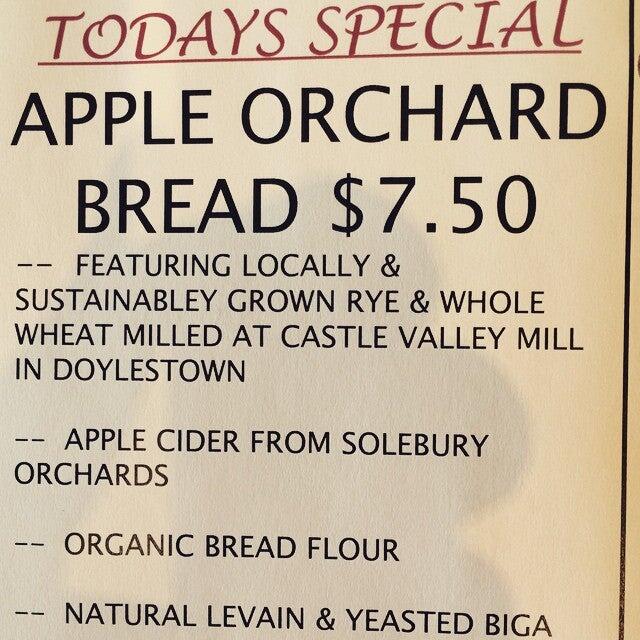 TODAYS SPECIAL
APPLE ORCHARD
BREAD $7.50
-- FEATURING LOCALLY &
SUSTAINABLEY GROWN RYE & WHOLE
WHEAT MILLED AT CASTLE VALLEY MILL
IN DOYLESTOWN
-- APPLE CIDER FROM SOLEBURY
ORCHARDS
-- ORGANIC BREAD FLOUR
-- NATURAL LEVAIN & YEASTED BIGA